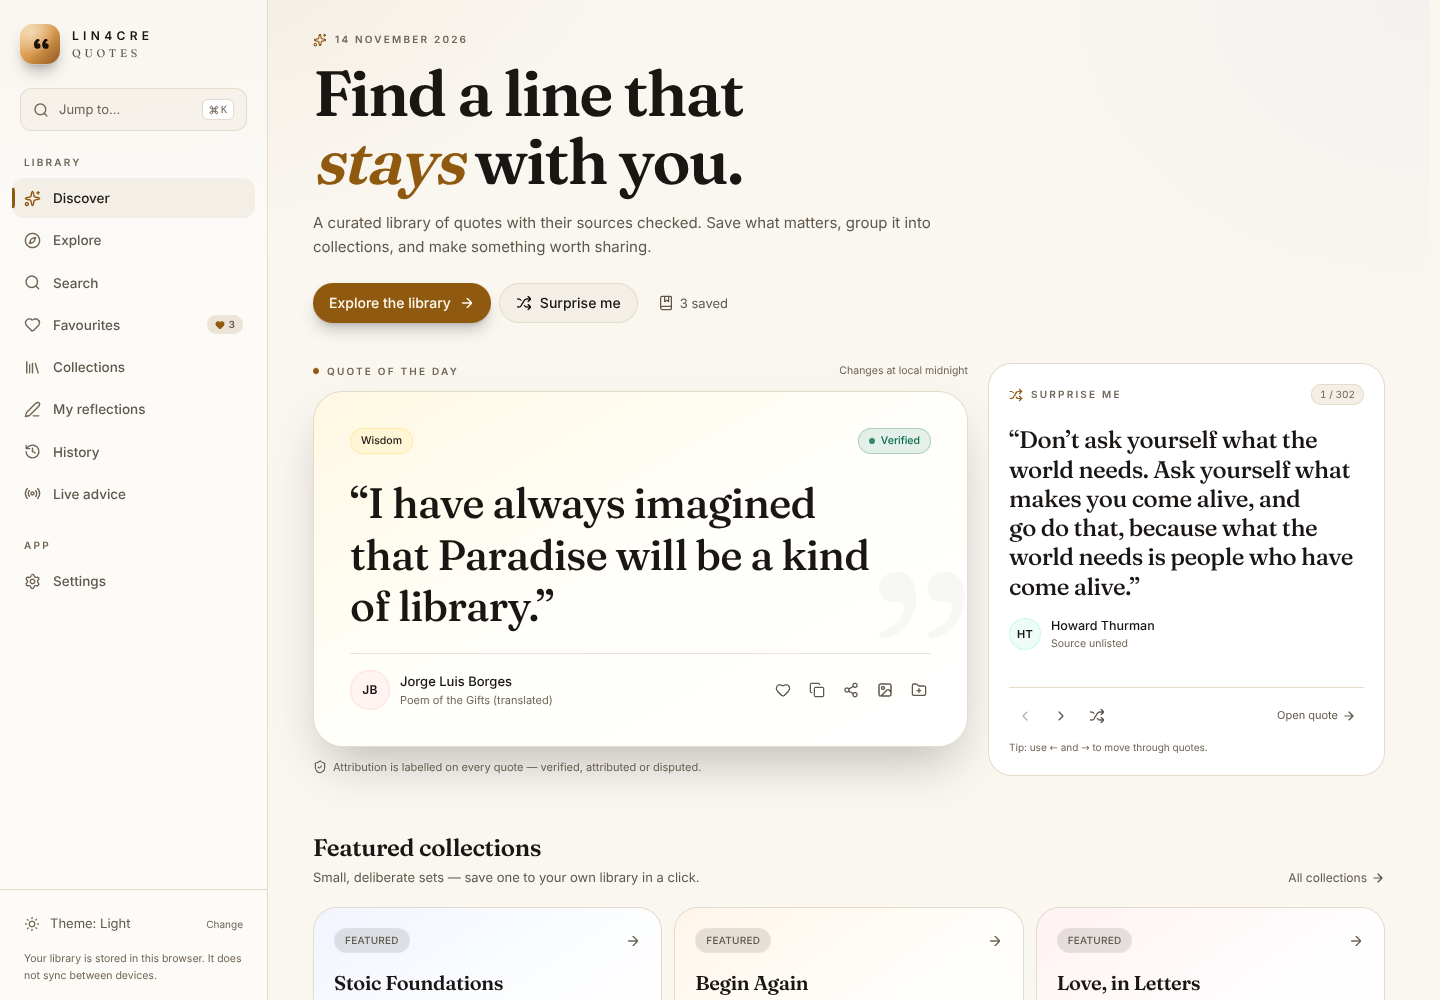 LIN4CRE
QUOTES
Jump to...
⌘K
LIBRARY
Discover
Explore
Search
Favourites
3
Collections
My reflections
History
Live advice
APP
Settings
Theme: Light
Change
Your library is stored in this browser. It does
not sync between devices.
14 NOVEMBER 2026
Find a line that
stays with you.
A curated library of quotes with their sources checked. Save what matters, group it into
collections, and make something worth sharing.
Explore the library →
Surprise me
3 saved
QUOTE OF THE DAY
Changes at local midnight
Wisdom
Verified
“I have always imagined
that Paradise will be a kind
of library.”
”
JB
Jorge Luis Borges
Poem of the Gifts (translated)
Attribution is labelled on every quote — verified, attributed or disputed.
SURPRISE ME
1 / 302
“Don’t ask yourself what the
world needs. Ask yourself what
makes you come alive, and
go do that, because what the
world needs is people who have
come alive.”
HT
Howard Thurman
Source unlisted
Open quote →
Tip: use ← and → to move through quotes.
Featured collections
Small, deliberate sets — save one to your own library in a click.
All collections →
FEATURED
Stoic Foundations
FEATURED
Begin Again
FEATURED
Love, in Letters